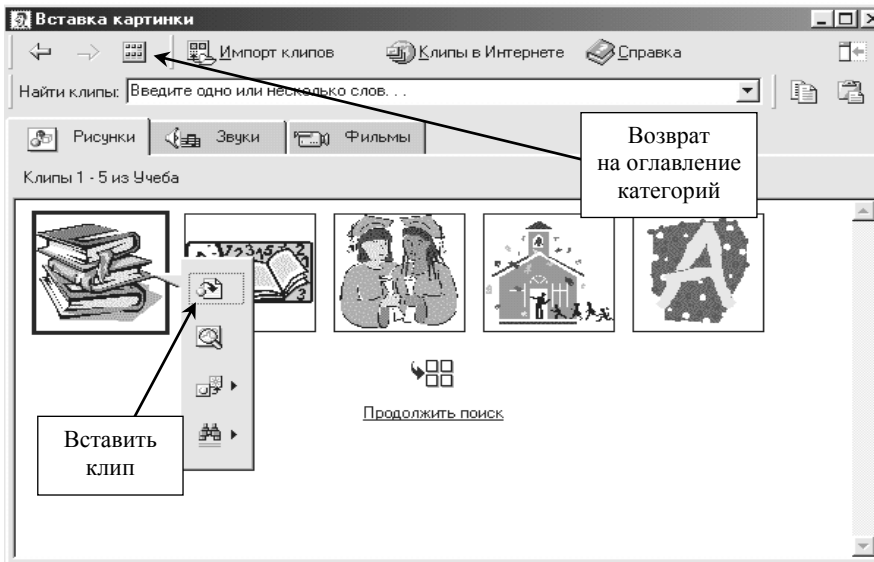 Вставка картинки
Импорт клипов Клипы в Интернете Справка
Найти клипы: Введите одно или несколько слов. . .
Рисунки Звуки Фильмы
Возврат
на оглавление
категорий
Клипы 1 - 5 из Учеба
Продолжить поиск
Вставить
клип